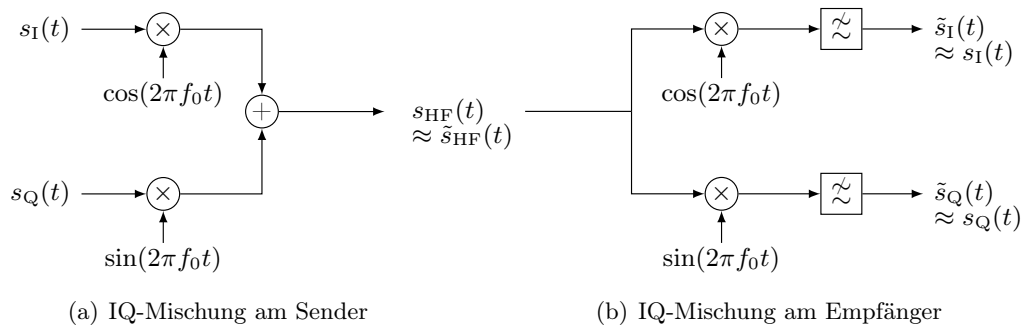 s_I(t)
cos(2πf_0t)
s_Q(t)
sin(2πf_0t)
+
s_HF(t)
≈ s̃_HF(t)
cos(2πf_0t)
s̃_I(t)
≈ s_I(t)
sin(2πf_0t)
s̃_Q(t)
≈ s_Q(t)
(a) IQ-Mischung am Sender
(b) IQ-Mischung am Empfänger